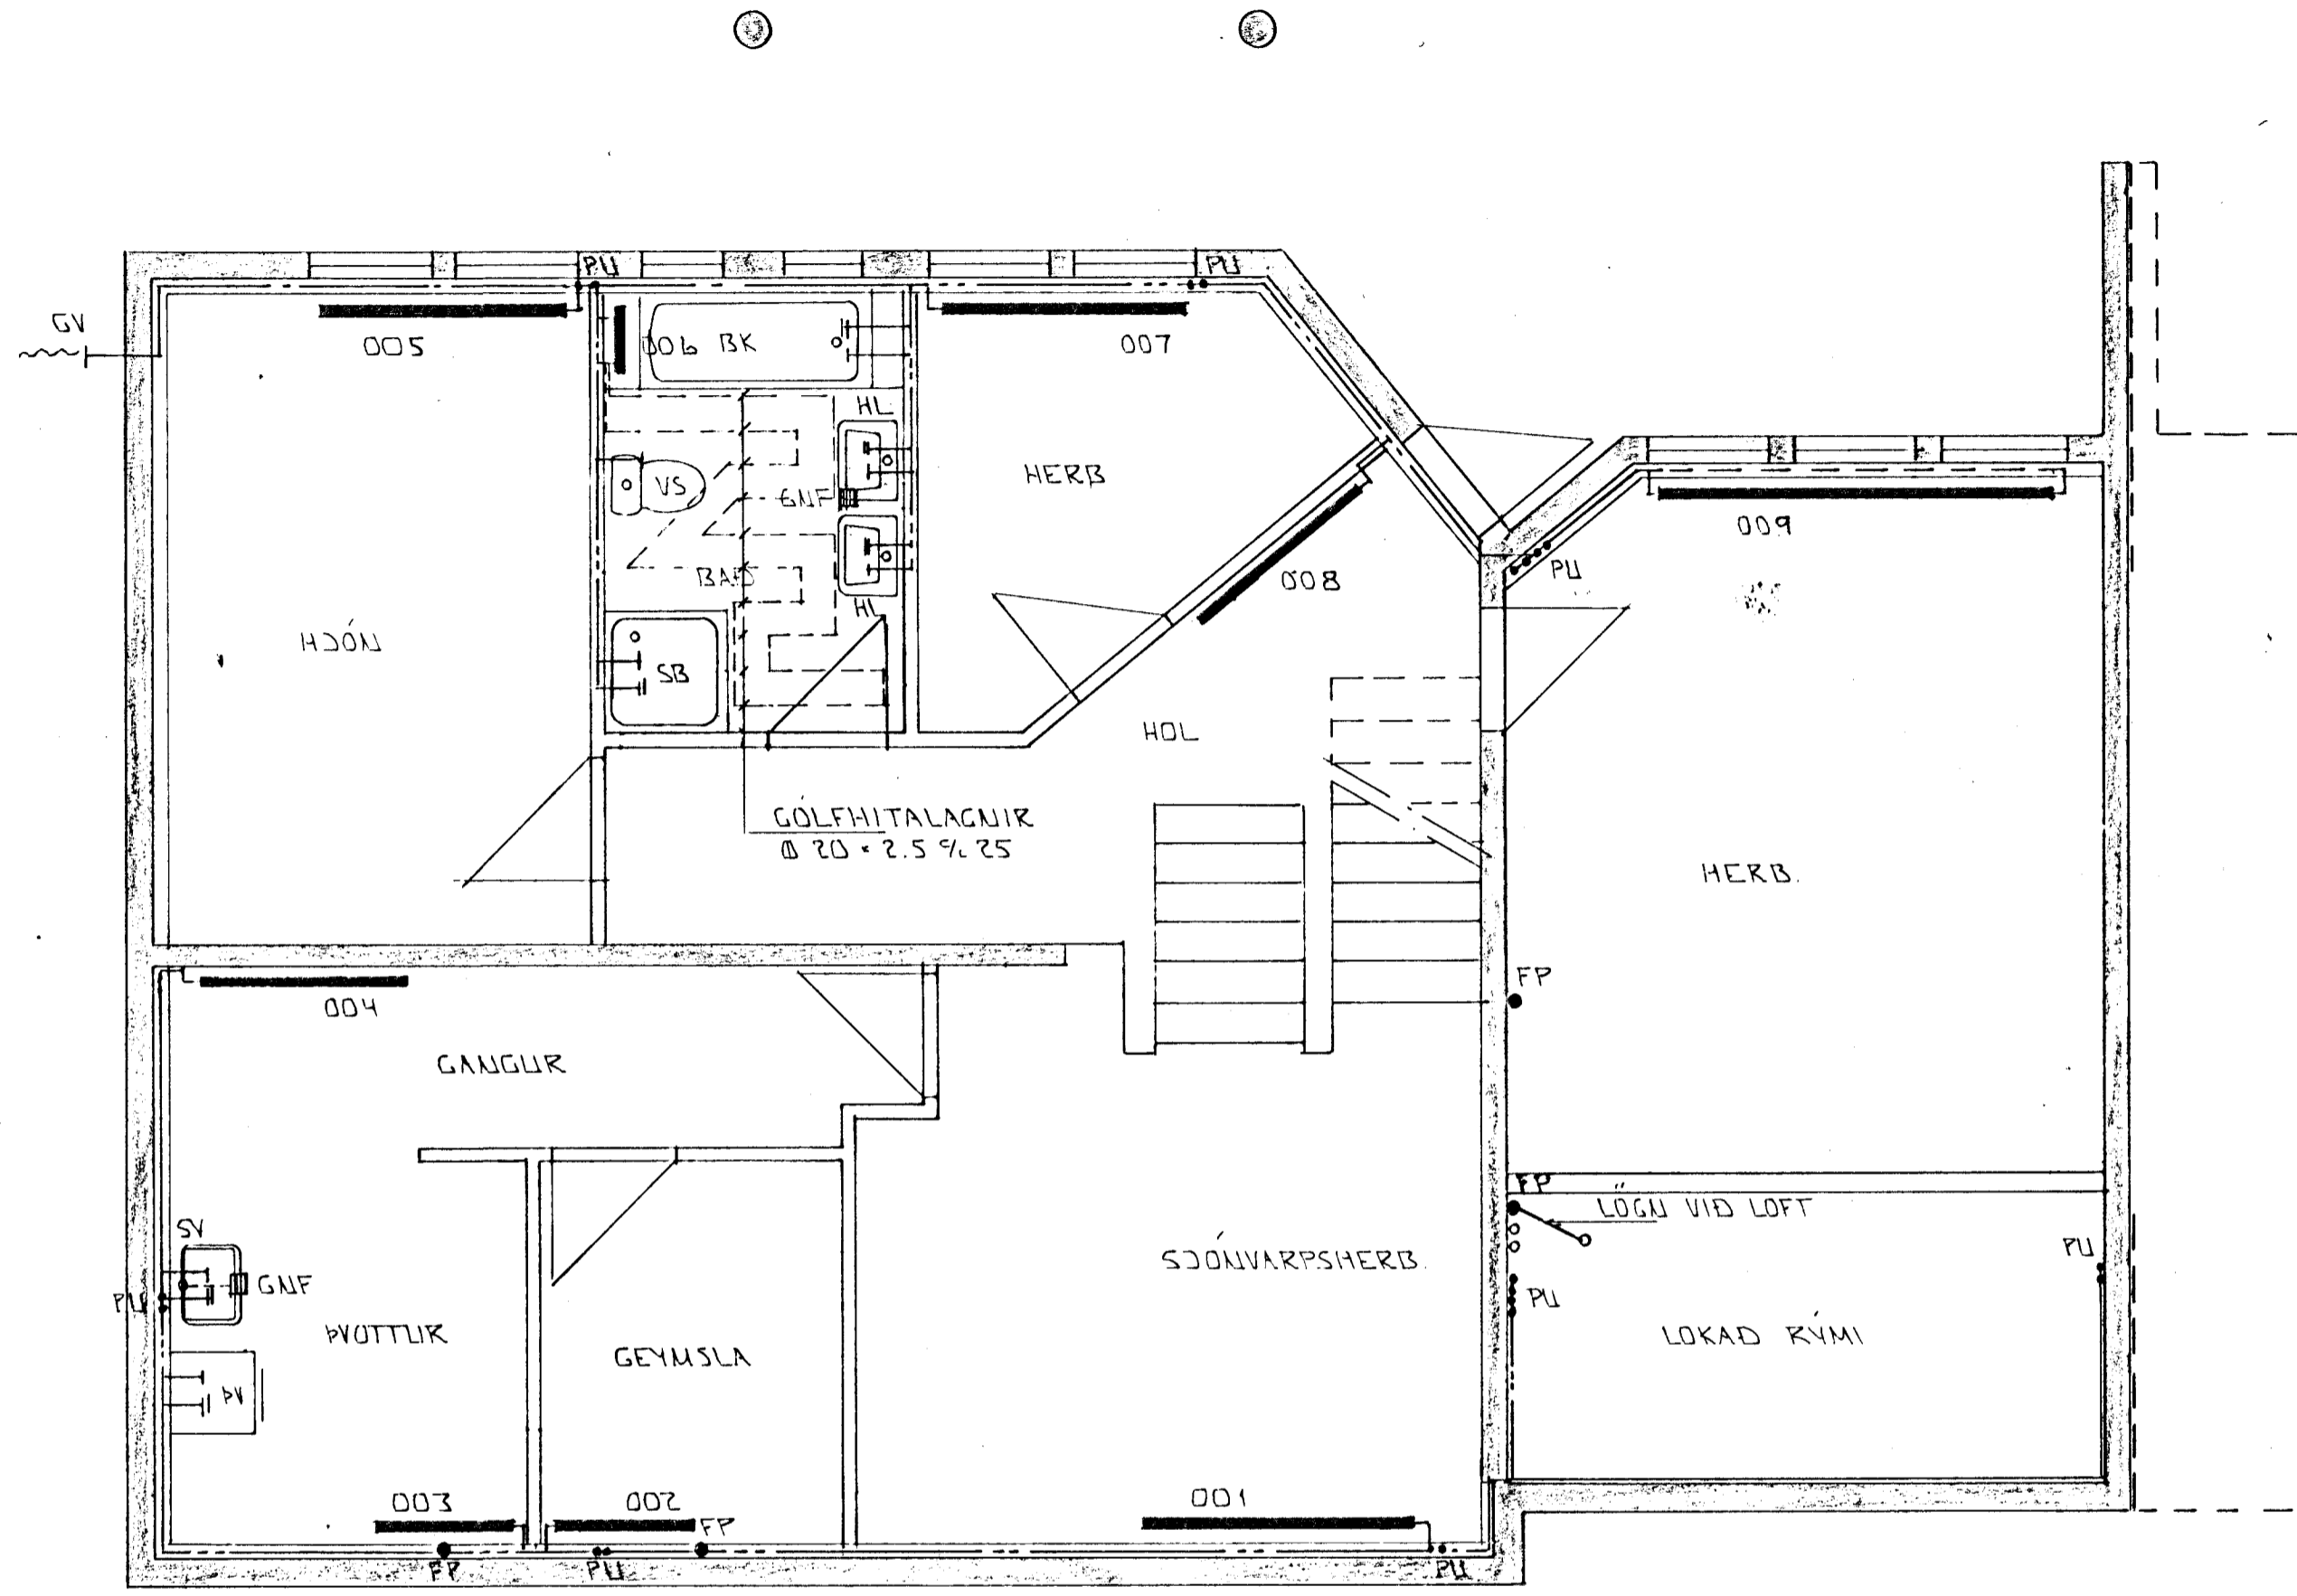 PU
PU
GV
005
006 BK
007
HL
HERB
VS
GNF
009
008
PU
BAÐ
HL
HJÓN
SB
HOL
GÓLFHITALAGNIR
Ø 20 × 2.5 % 25
HERB.
FP
004
GANGUR
FP
LÖGN VIÐ LOFT
SV
SJÓNVARPSHERB.
PU
GNF
PU
PU
ÞVOTTUR
LOKAÐ RÝMI
GEYMSLA
ÞV
003
002
001
FP
FP
PU
PU